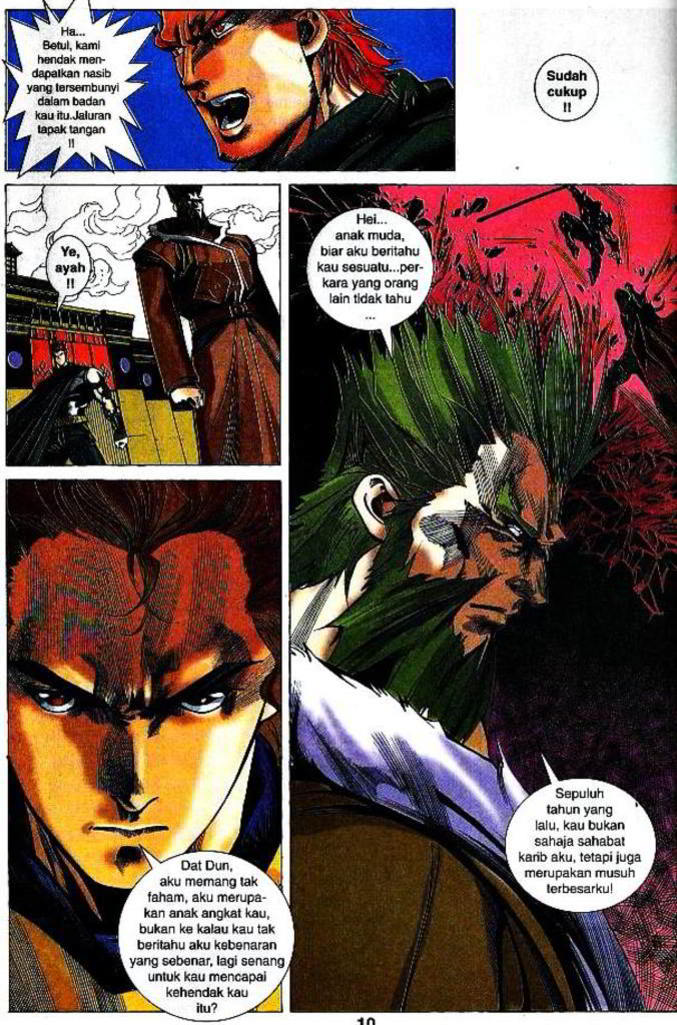 Ha...
Betul, kami
hendak men-
dapatkan nasib
yang tersembunyi
dalam badan
kau itu.Jaluran
tapak tangan
!!
Sudah
cukup
!!
Ye,
ayah
!!
Hei...
anak muda,
biar aku beritahu
kau sesuatu...per-
kara yang orang
lain tidak tahu
...
Dat Dun,
aku memang tak
faham, aku merupa-
kan anak angkat kau,
bukan ke kalau kau tak
beritahu aku kebenaran
yang sebenar, lagi senang
untuk kau mencapai
kehendak kau
itu?
Sepuluh
tahun yang
lalu, kau bukan
sahaja sahabat
karib aku, tetapi juga
merupakan musuh
terbesarku!
10